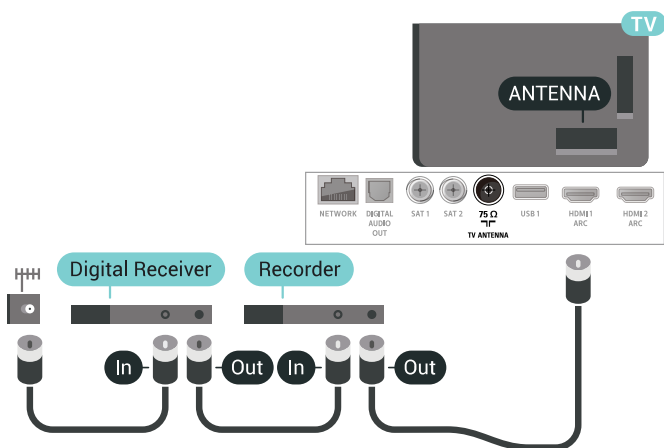 TV
ANTENNA
NETWORK
DIGITAL
AUDIO
OUT
SAT 1
SAT 2
75 Ω
TV ANTENNA
USB 1
HDMI 1
ARC
HDMI 2
ARC
Digital Receiver
Recorder
In
Out
In
Out